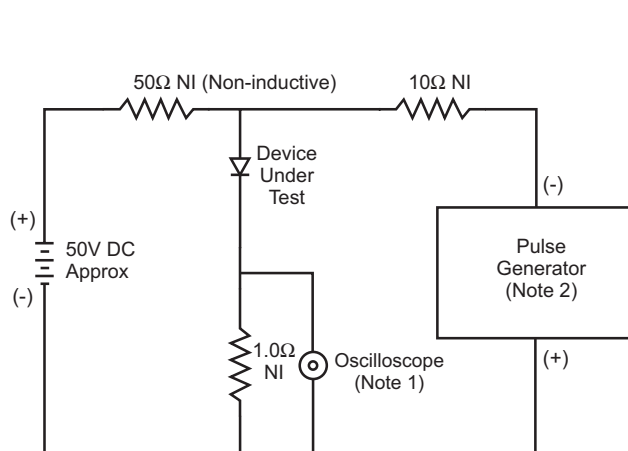 50Ω NI (Non-inductive)
10Ω NI
Device
Under
Test
(+)
50V DC
Approx
(-)
(-)
Pulse
Generator
(Note 2)
(+)
1.0Ω
NI
Oscilloscope
(Note 1)